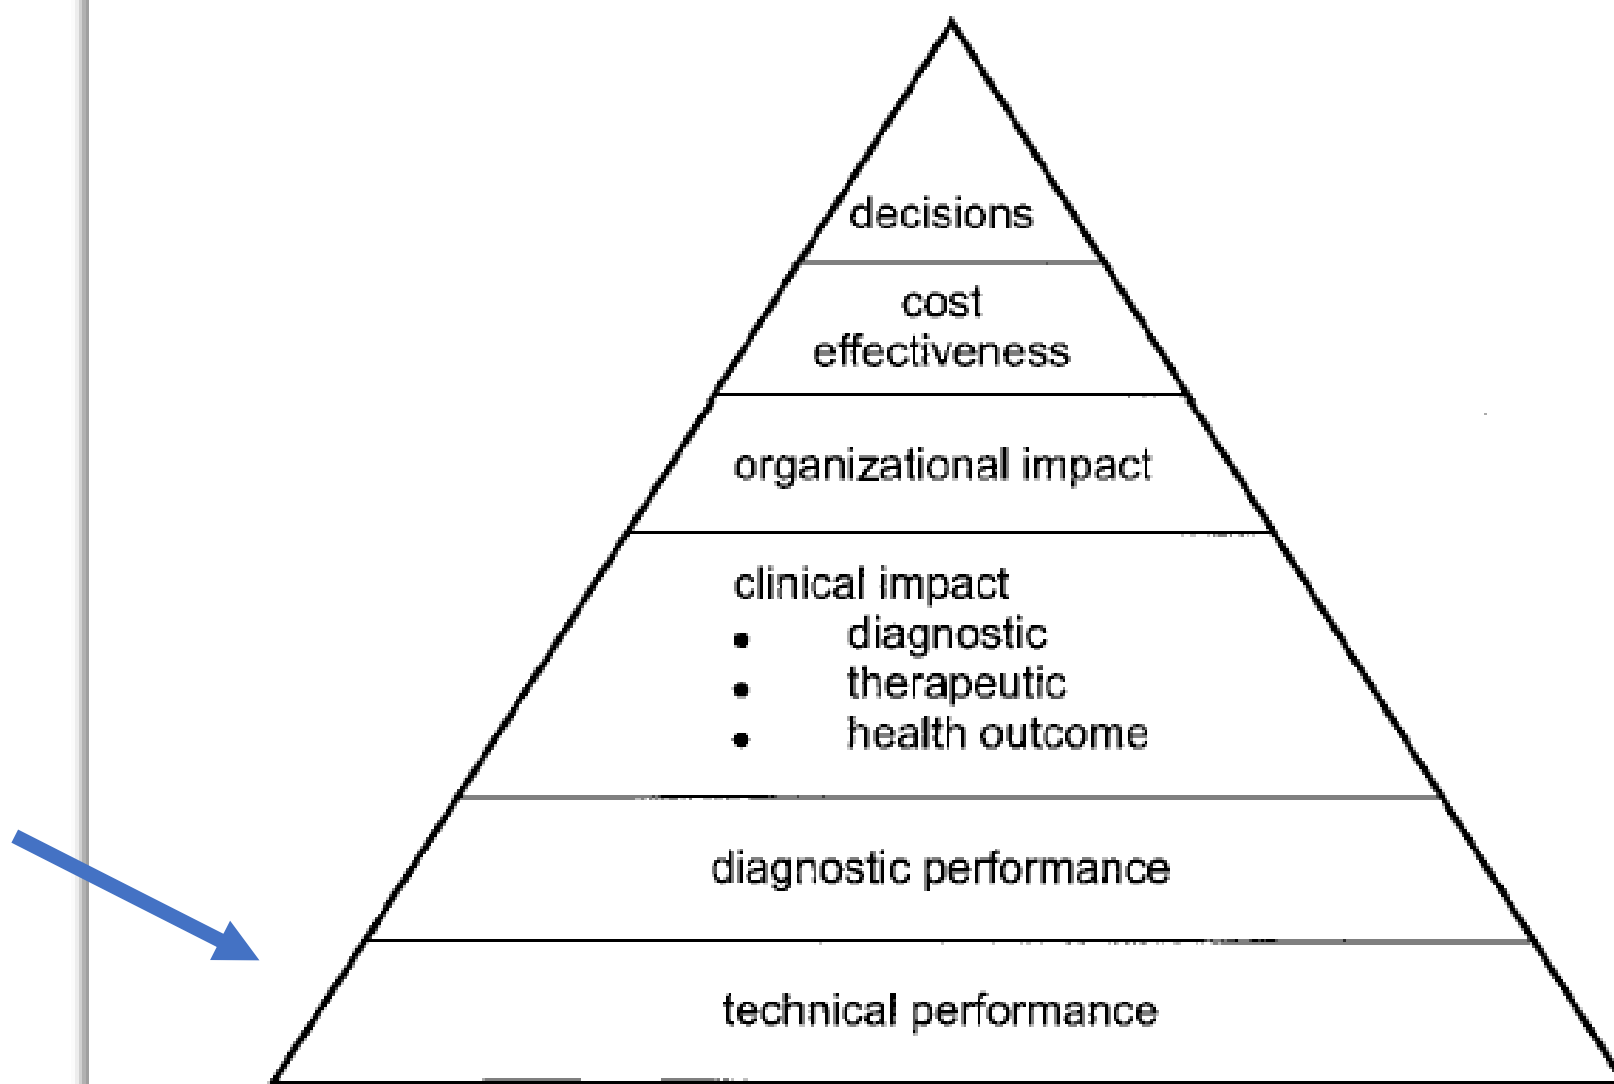 decisions
cost
effectiveness
organizational impact
clinical impact
• diagnostic
• therapeutic
• health outcome
diagnostic performance
technical performance